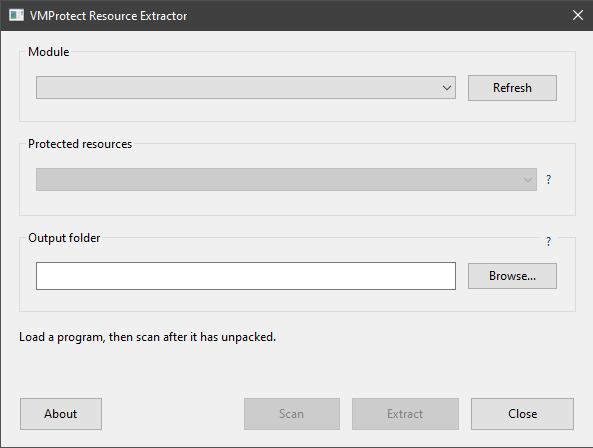 VMProtect Resource Extractor
Module
Refresh
Protected resources
?
Output folder
?
Browse...
Load a program, then scan after it has unpacked.
About
Scan
Extract
Close